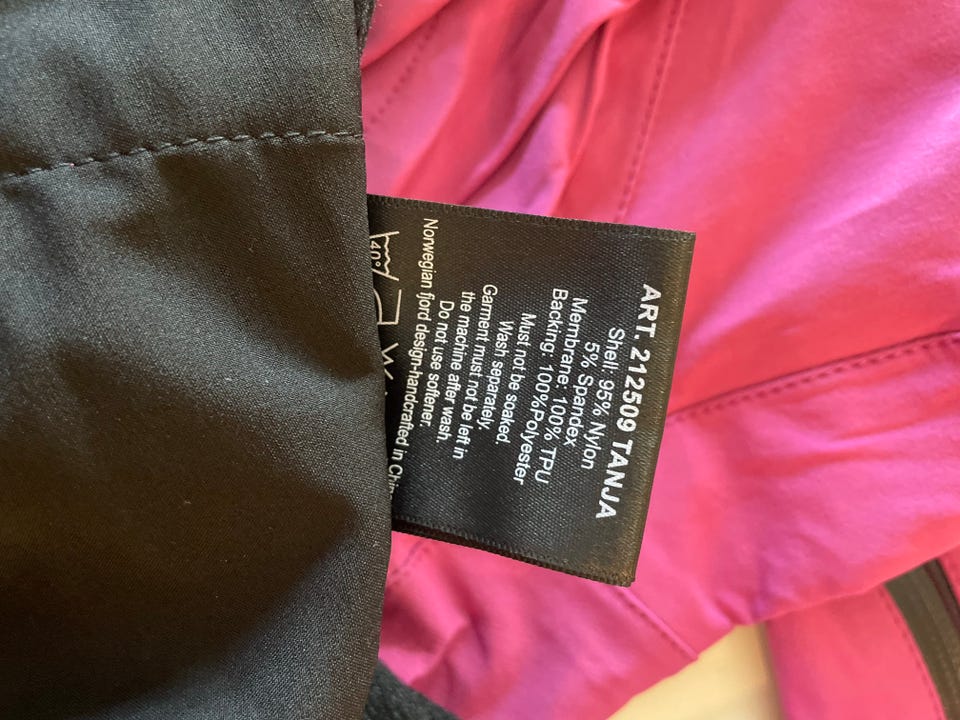 ART. 212509 TANJA
Shell: 95% Nylon
5% Spandex
Membrane: 100% TPU
Backing: 100%Polyester
Must not be soaked.
Wash separately.
Garment must not be left in
the machine after wash.
Do not use softener.
Norwegian fjord design-handcrafted in Chi
40°